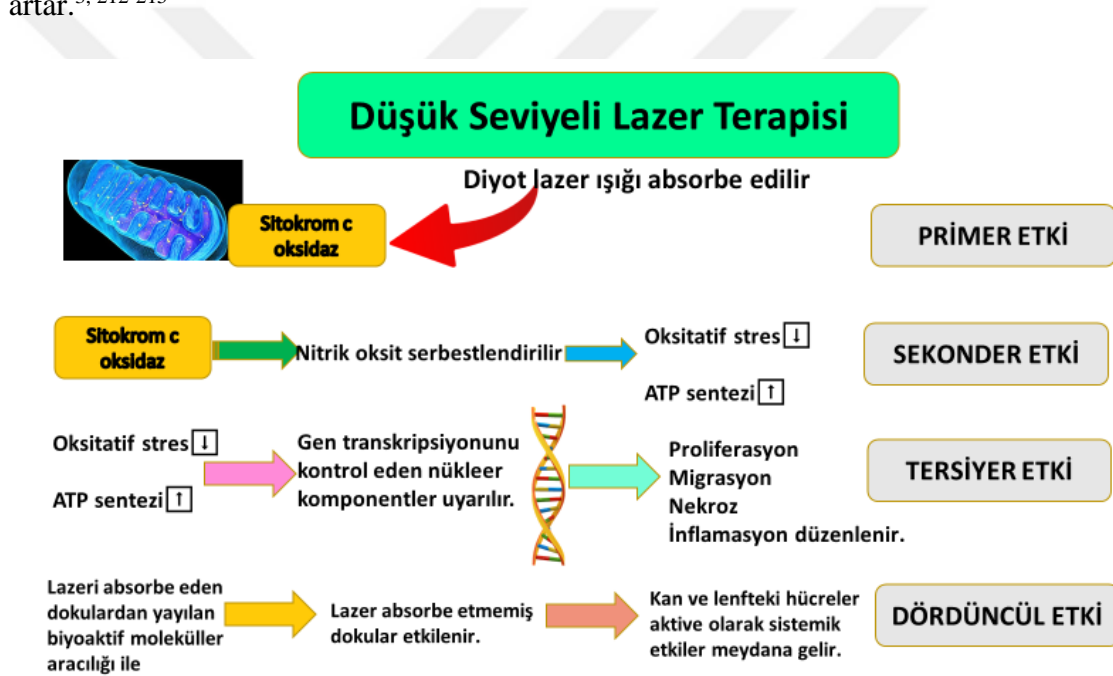 artar.3, 212-215
Düşük Seviyeli Lazer Terapisi
Diyot lazer ışığı absorbe edilir
Sitokrom c
oksidaz
PRİMER ETKİ
Sitokrom c
oksidaz
Nitrik oksit serbestlendirilir
Oksitatif stres ↓
ATP sentezi ↑
SEKONDER ETKİ
Oksitatif stres ↓
ATP sentezi ↑
Gen transkripsiyonunu
kontrol eden nükleer
komponentler uyarılır.
Proliferasyon
Migrasyon
Nekroz
İnflamasyon düzenlenir.
TERSİYER ETKİ
Lazeri absorbe eden
dokulardan yayılan
biyoaktif moleküller
aracılığı ile
Lazer absorbe etmemiş
dokular etkilenir.
Kan ve lenfteki hücreler
aktive olarak sistemik
etkiler meydana gelir.
DÖRDÜNCÜL ETKİ